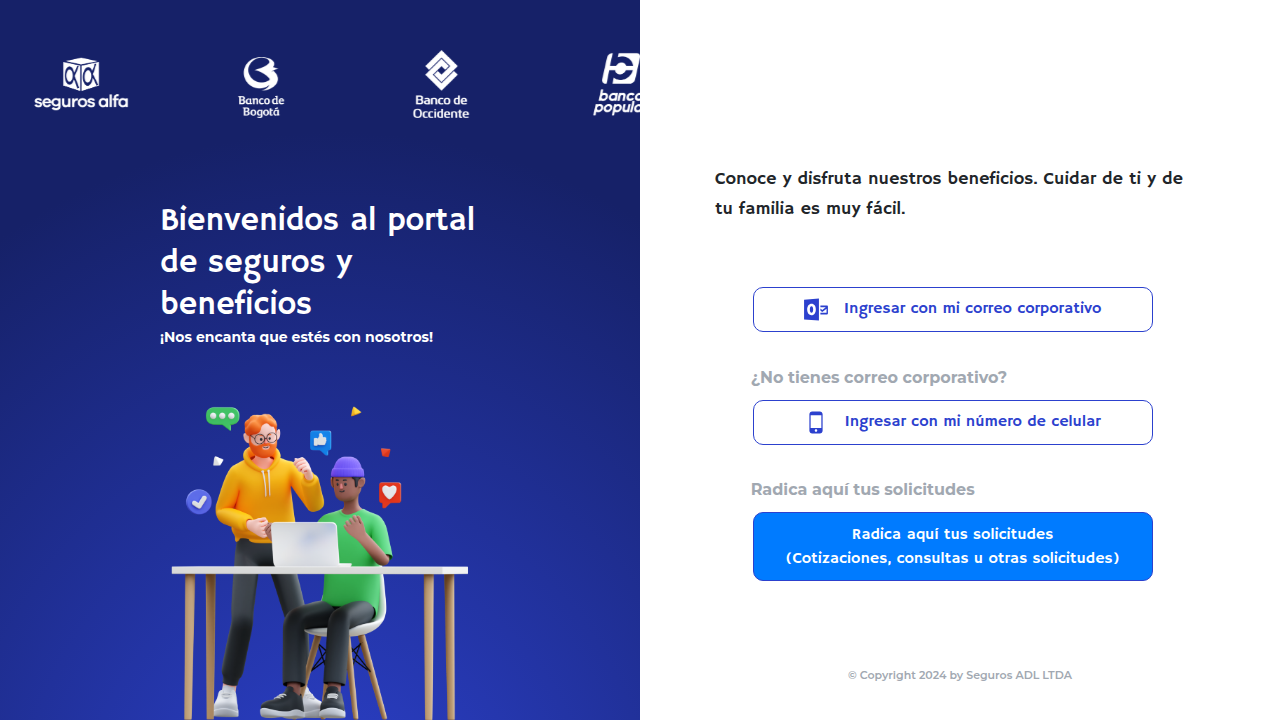 seguros alfa
Banco de
Bogotá
Banco de
Occidente
banco
Bienvenidos al portal
de seguros y
beneficios
¡Nos encanta que estés con nosotros!
Conoce y disfruta nuestros beneficios. Cuidar de ti y de
tu familia es muy fácil.
Ingresar con mi correo corporativo
¿No tienes correo corporativo?
Ingresar con mi número de celular
Radica aquí tus solicitudes
Radica aquí tus solicitudes
(Cotizaciones, consultas u otras solicitudes)
© Copyright 2024 by Seguros ADL LTDA